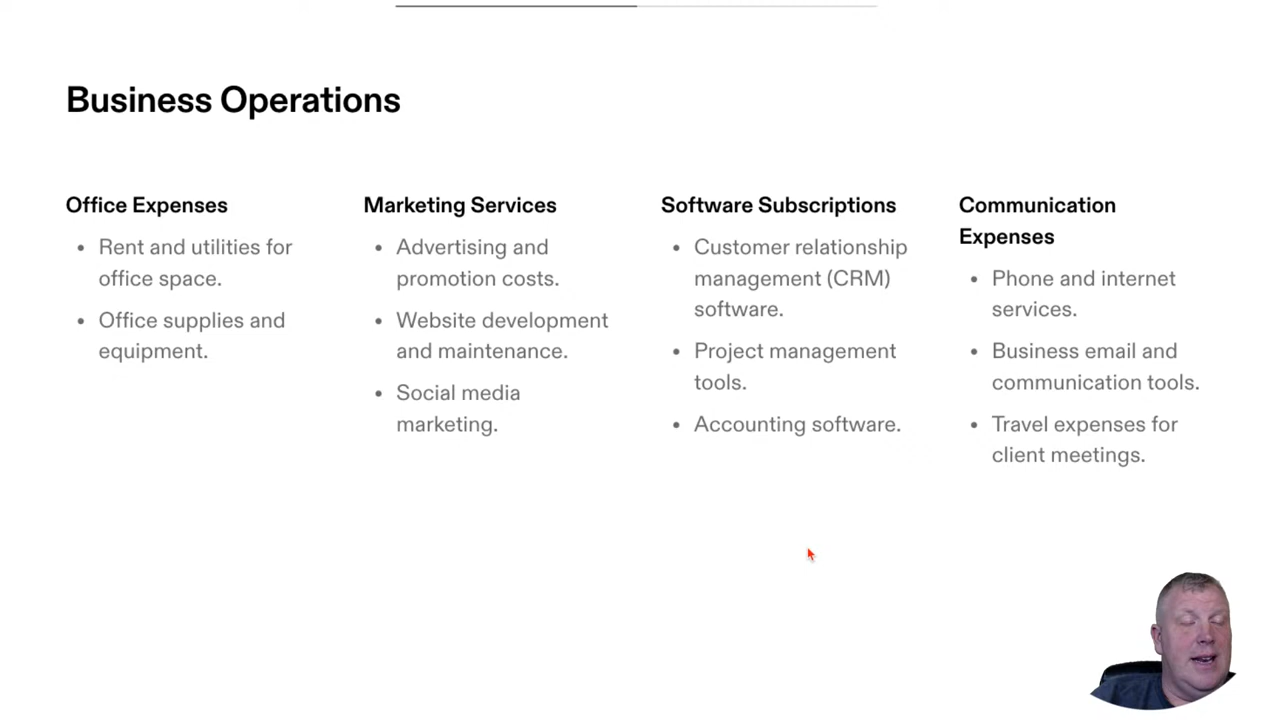 Business Operations
Office Expenses
Rent and utilities for
office space.
Office supplies and
equipment.
Marketing Services
Advertising and
promotion costs.
Website development
and maintenance.
Social media
marketing.
Software Subscriptions
Customer relationship
management (CRM)
software.
Project management
tools.
Accounting software.
Communication
Expenses
Phone and internet
services.
Business email and
communication tools.
Travel expenses for
client meetings.